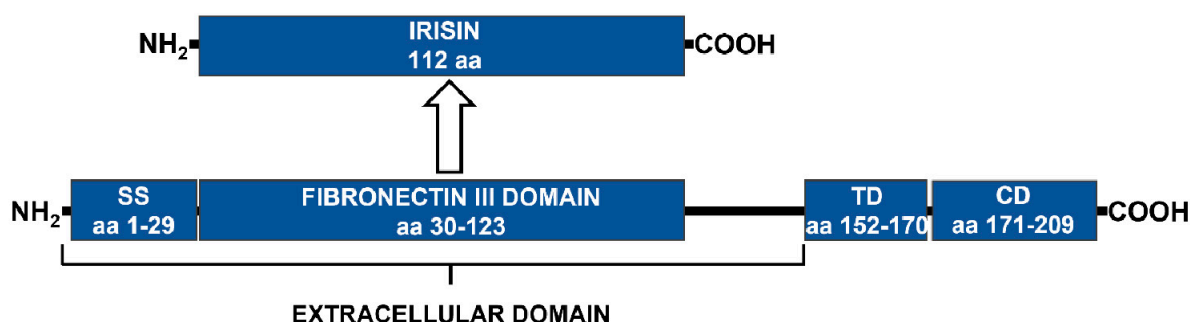 IRISIN
NH2 COOH
112 aa
SS FIBRONECTIN III DOMAIN TD CD
NH2 COOH
aa 1-29 aa 30-123 aa 152-170 aa 171-209
EXTRACELLULAR DOMAIN